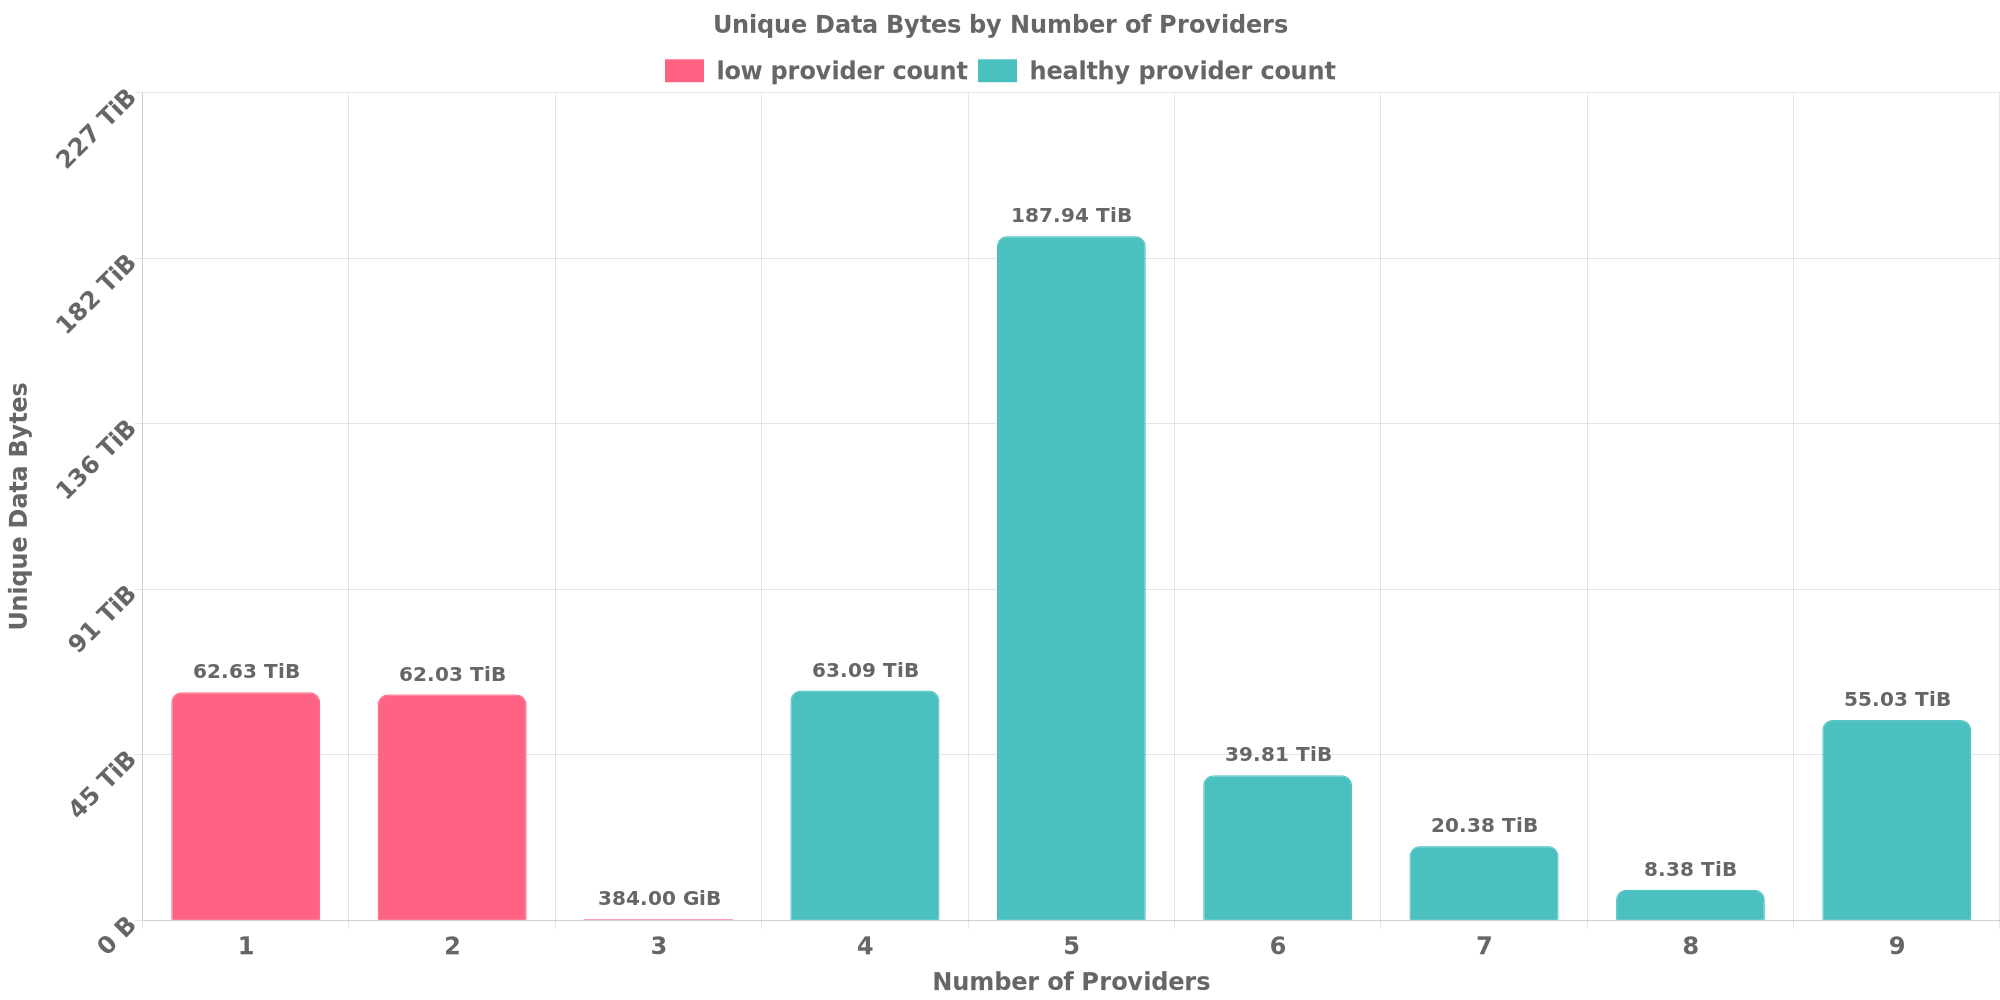 Unique Data Bytes by Number of Providers
low provider count healthy provider count
227 TiB
182 TiB
136 TiB
91 TiB
45 TiB
0 B
Unique Data Bytes
62.63 TiB
62.03 TiB
384.00 GiB
63.09 TiB
187.94 TiB
39.81 TiB
20.38 TiB
8.38 TiB
55.03 TiB
1 2 3 4 5 6 7 8 9
Number of Providers